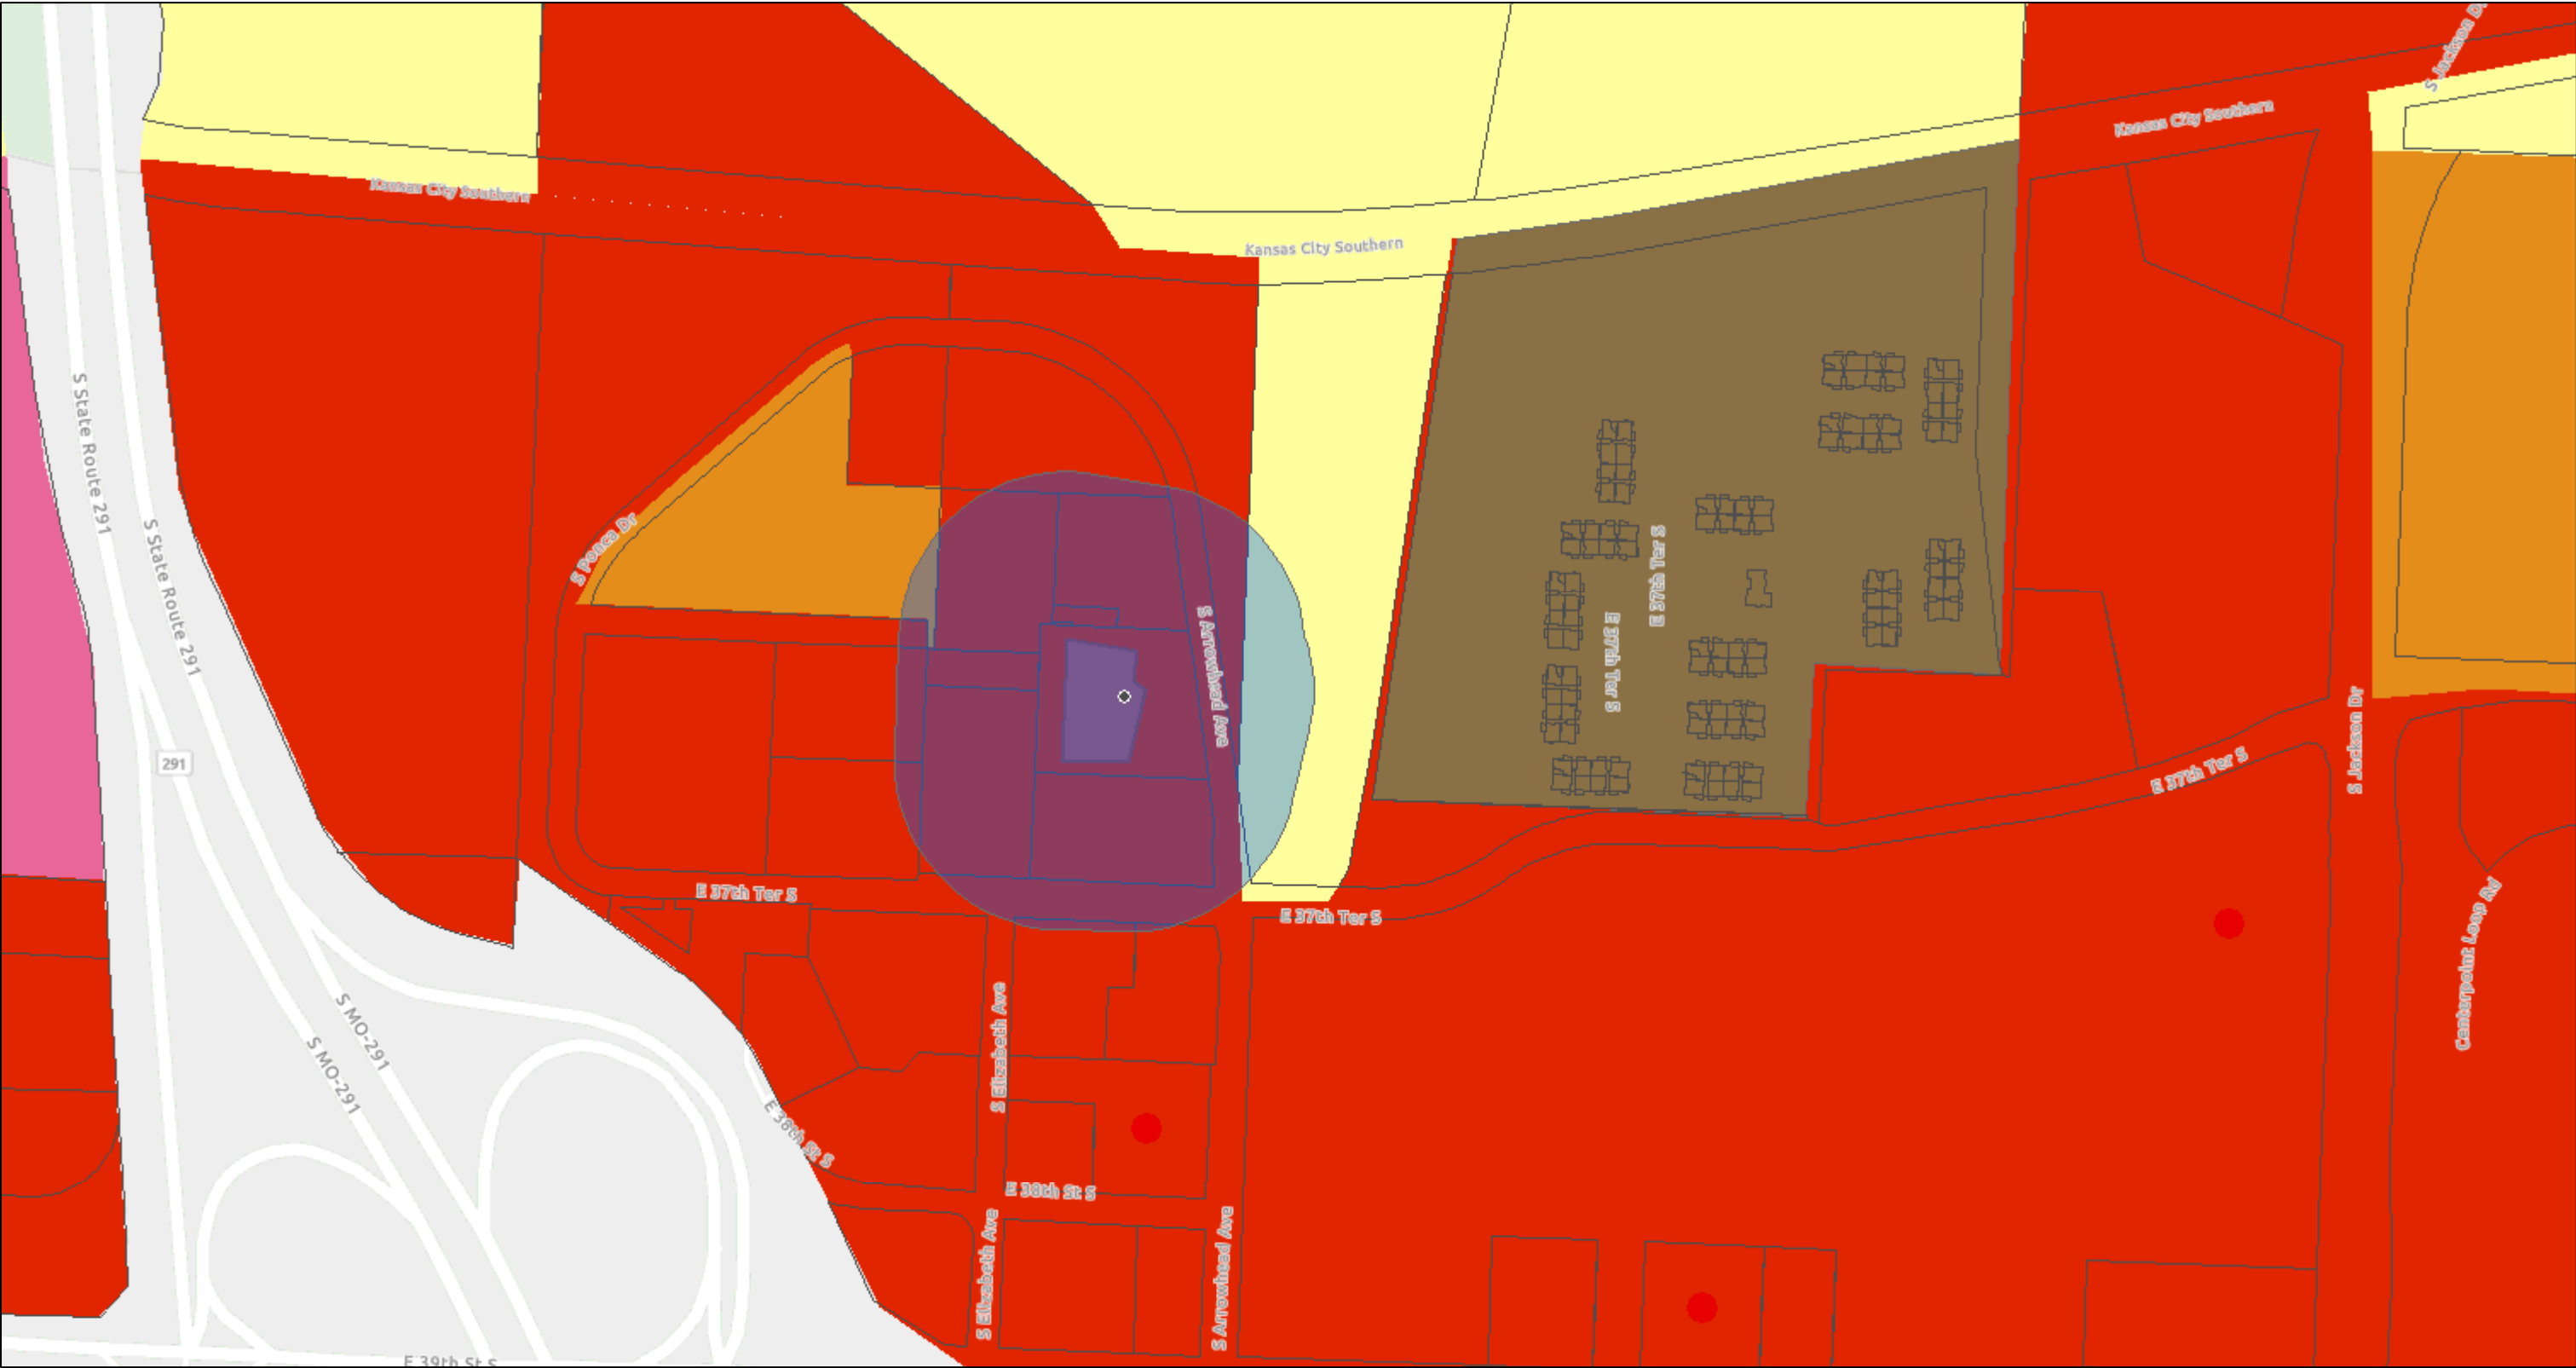 S Jackson Dr
Kansas City Southern
Kansas City Southern
Kansas City Southern
S State Route 291
S State Route 291
S Ponca Dr
E 37th Ter S
E 37th Ter S
S Arrowhead Ave
S Jackson Dr
291
E 37th Ter S
E 37th Ter S
E 37th Ter S
Centerpoint Loop Rd
S MO-291
S MO-291
S Elizabeth Ave
E 38th St S
E 38th St S
S Elizabeth Ave
S Arrowhead Ave
E 39th St S